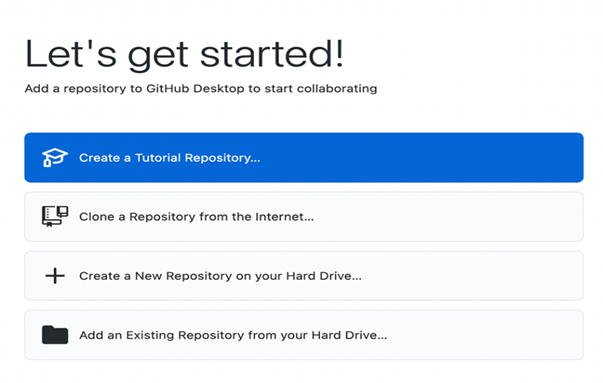 Let's get started!
Add a repository to GitHub Desktop to start collaborating
Create a Tutorial Repository...
Clone a Repository from the Internet...
Create a New Repository on your Hard Drive...
Add an Existing Repository from your Hard Drive...